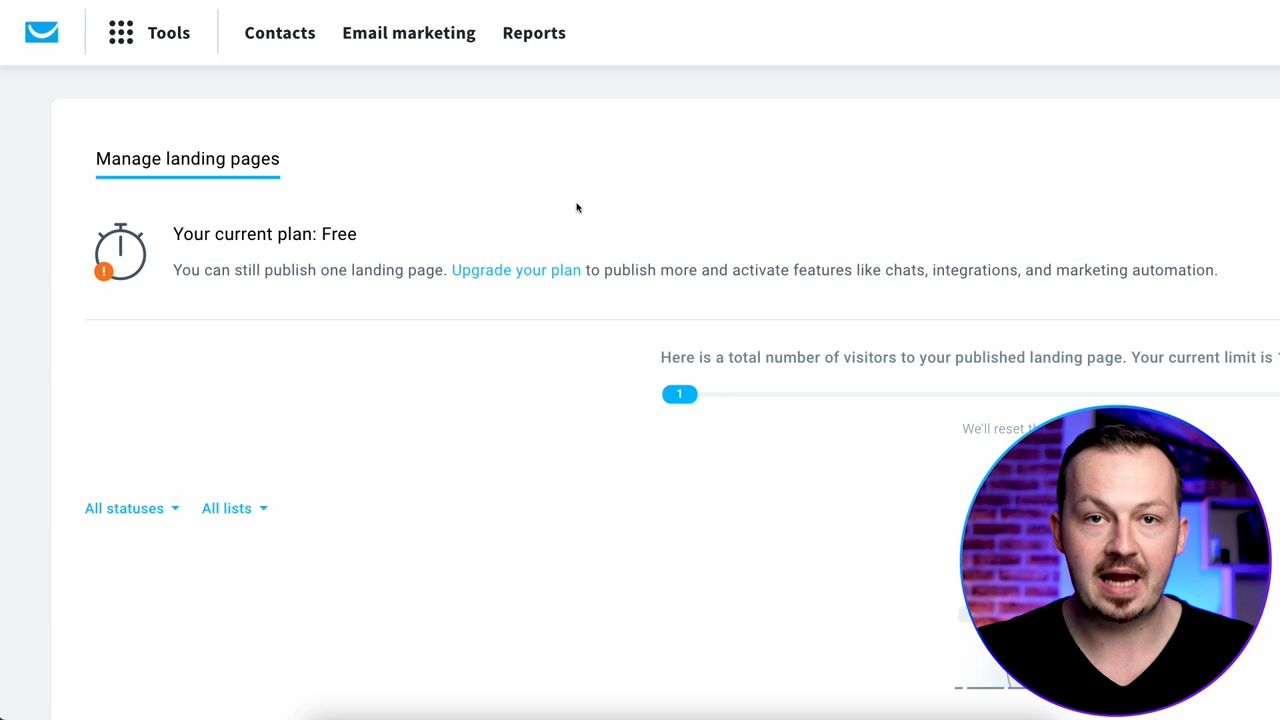 Tools Contacts Email marketing Reports
Manage landing pages
Your current plan: Free
!
You can still publish one landing page. Upgrade your plan to publish more and activate features like chats, integrations, and marketing automation.
Here is a total number of visitors to your published landing page. Your current limit is
1
We'll reset
All statuses All lists